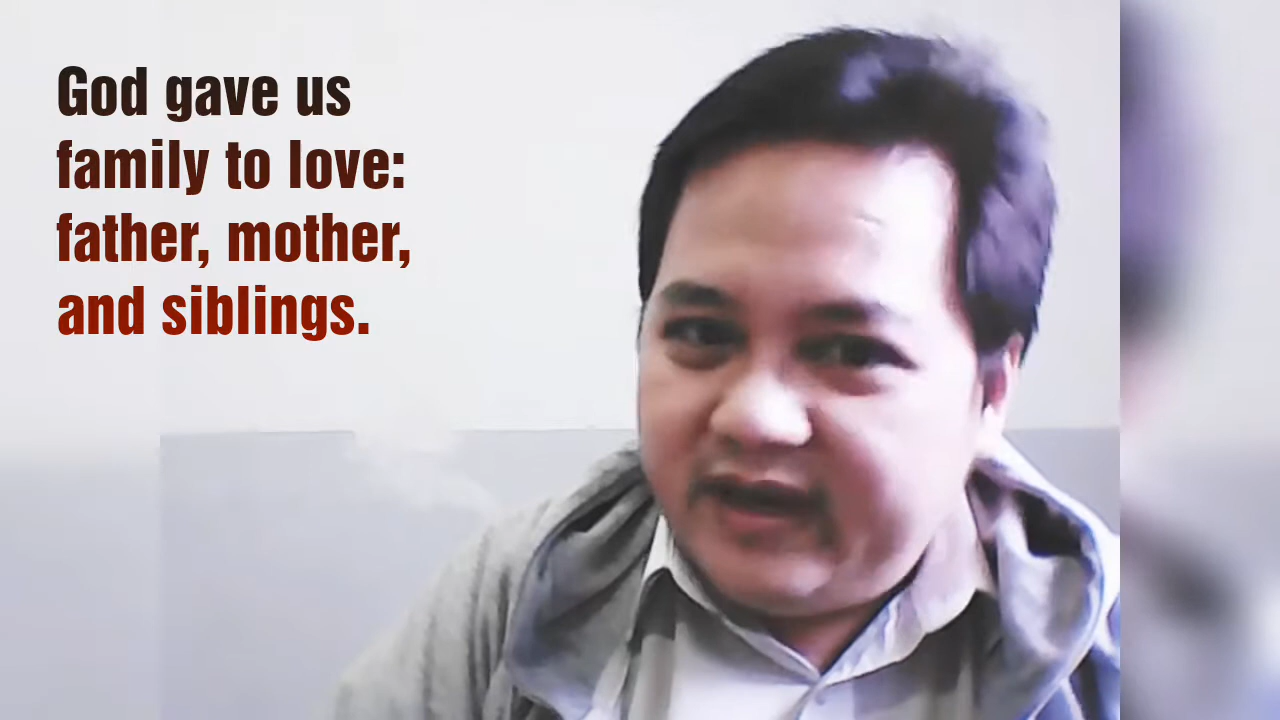 God gave us
family to love:
father, mother,
and siblings.